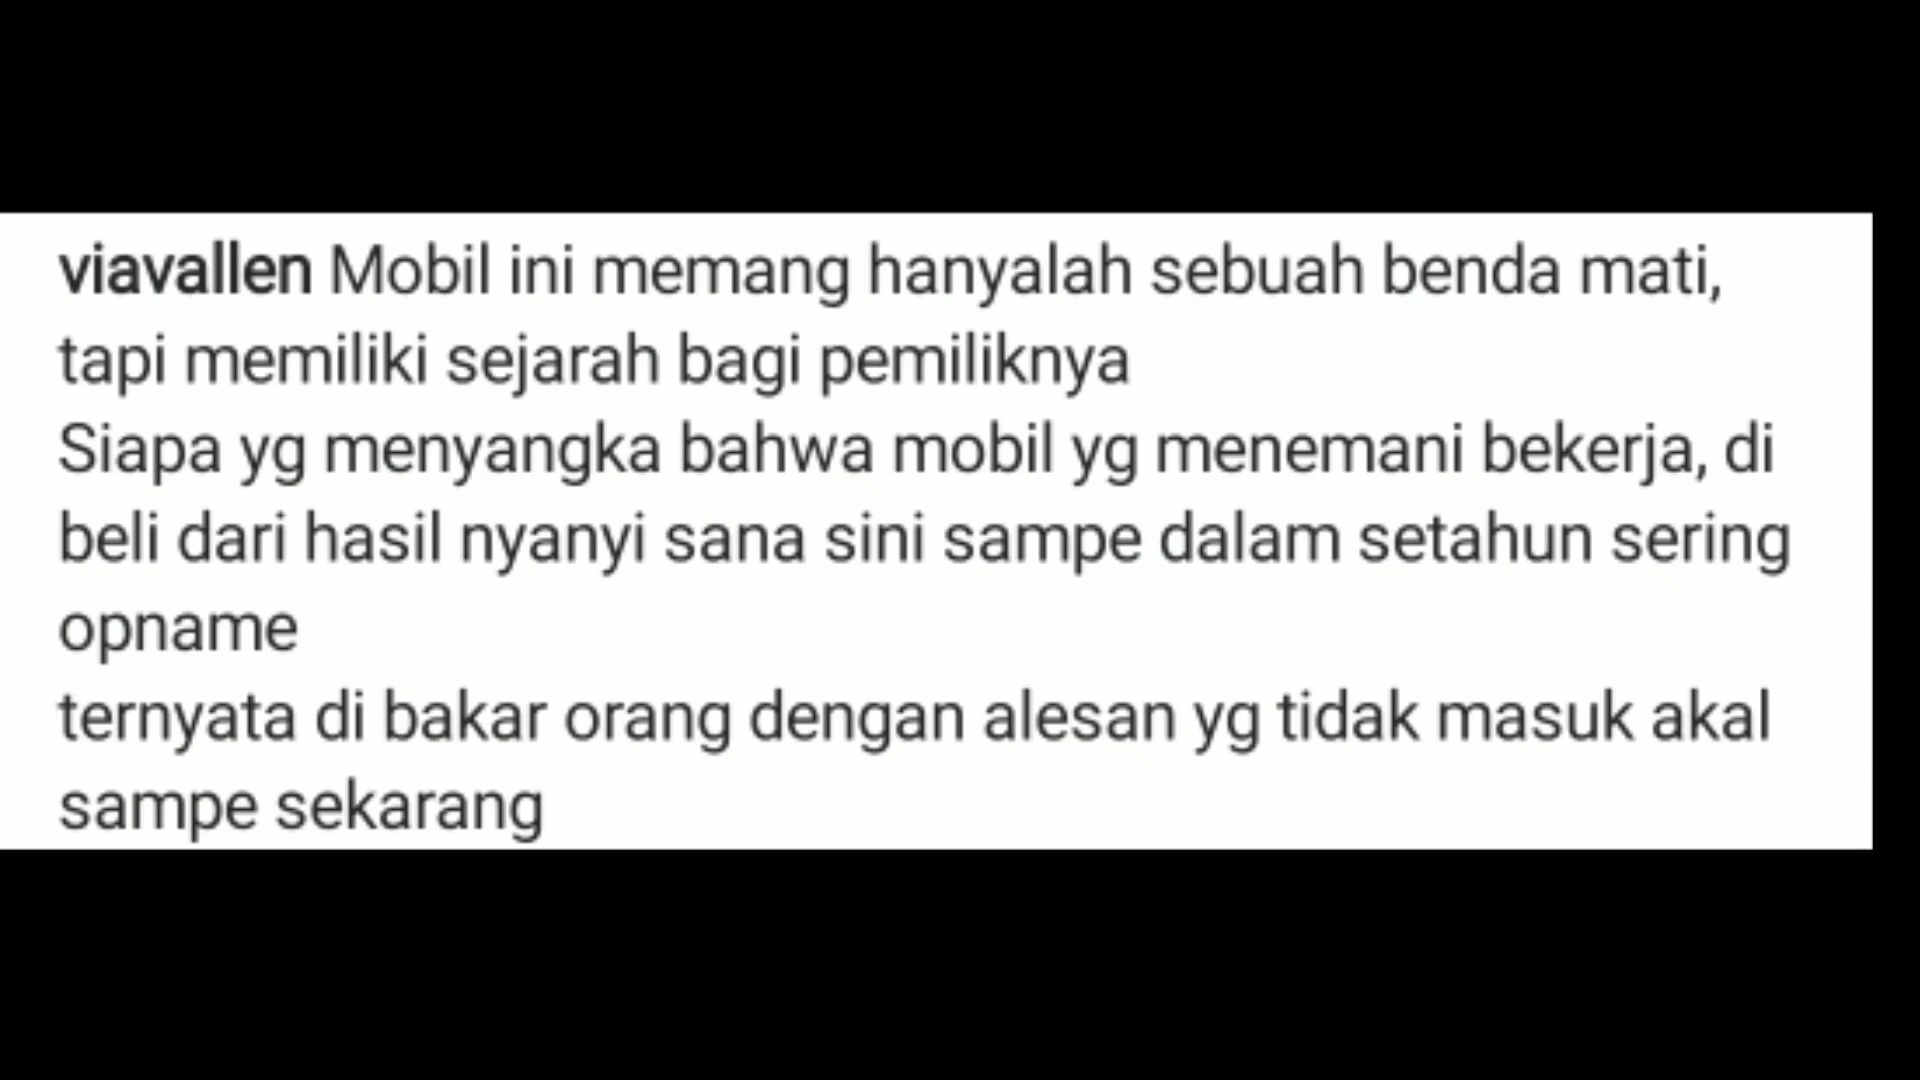 viavallen Mobil ini memang hanyalah sebuah benda mati,
tapi memiliki sejarah bagi pemiliknya
Siapa yg menyangka bahwa mobil yg menemani bekerja, di
beli dari hasil nyanyi sana sini sampe dalam setahun sering
opname
ternyata di bakar orang dengan alesan yg tidak masuk akal
sampe sekarang